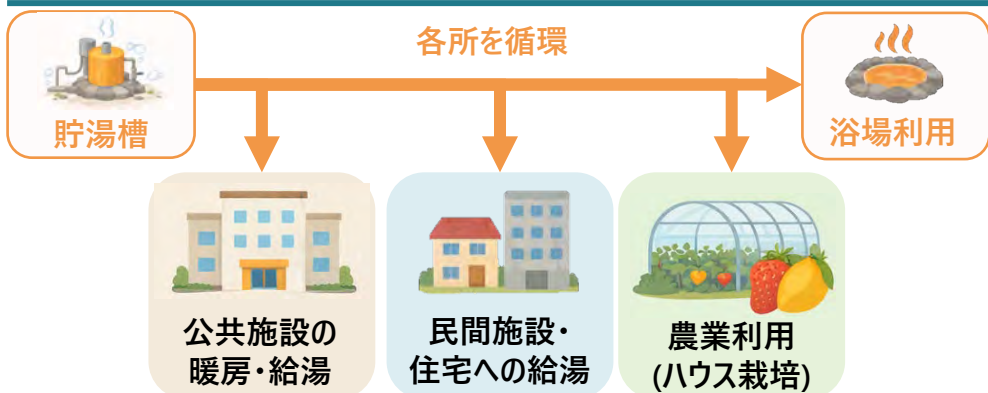 各所を循環
貯湯槽
浴場利用
公共施設の
暖房・給湯
民間施設・
住宅への給湯
農業利用
(ハウス栽培)